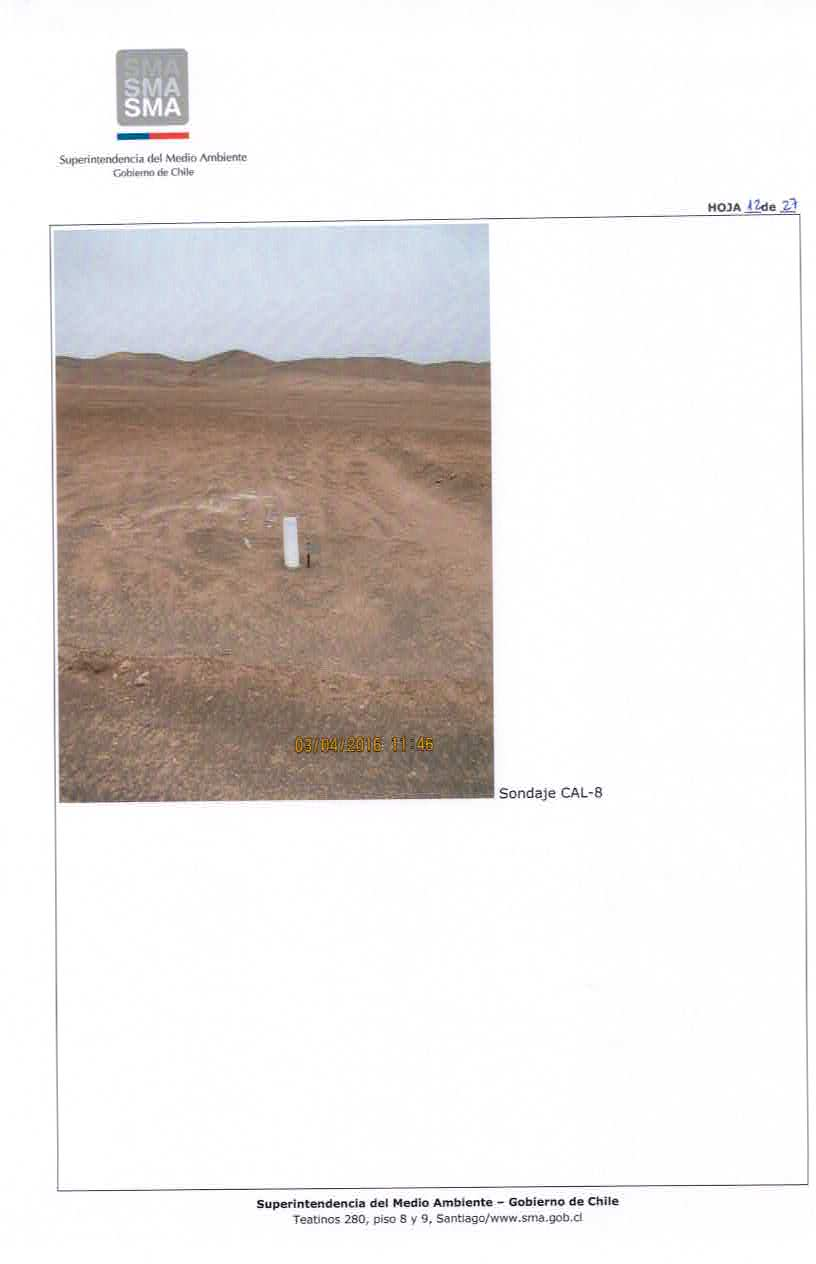 SMA
SMA
SMA
Superintendencia del Medio Ambiente
Gobierno de Chile
HOJA 12 de 27
03/04/2016 11:46
Sondaje CAL-8
Superintendencia del Medio Ambiente – Gobierno de Chile
Teatinos 280, piso 8 y 9, Santiago/www.sma.gob.cl